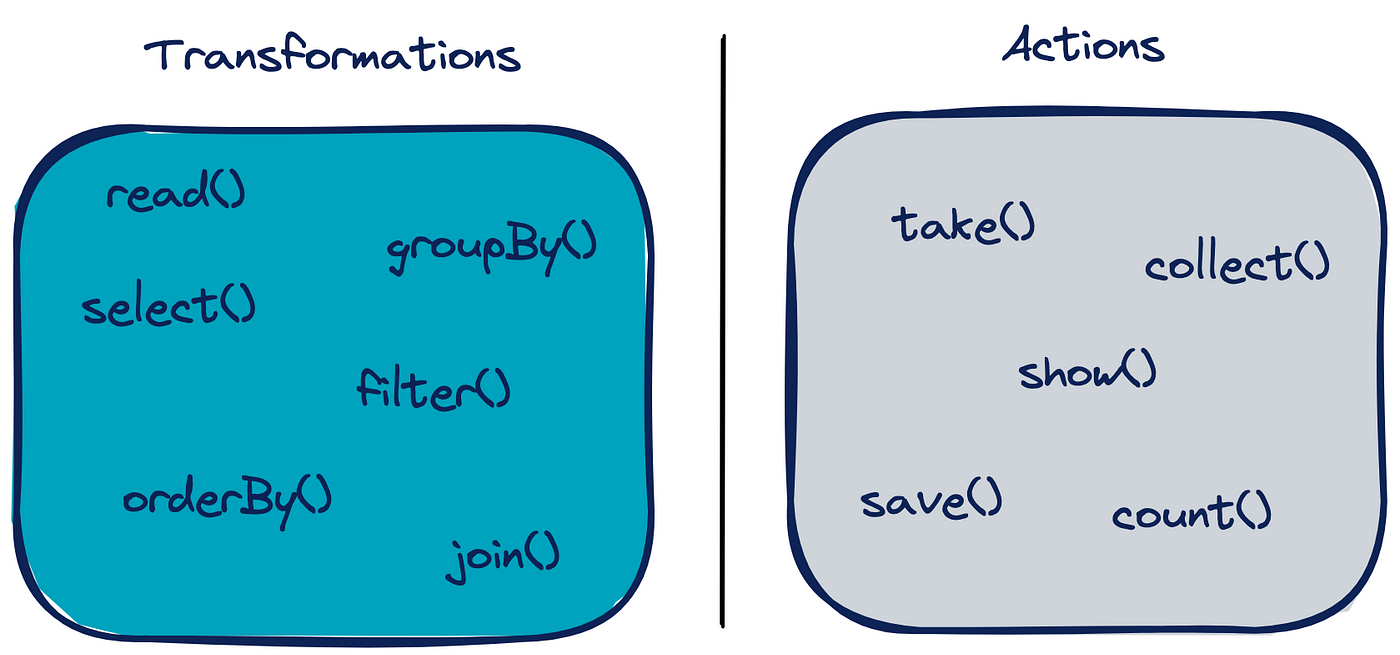 Transformations
read()
groupBy()
select()
filter()
orderBy()
join()
Actions
take()
collect()
show()
save()
count()